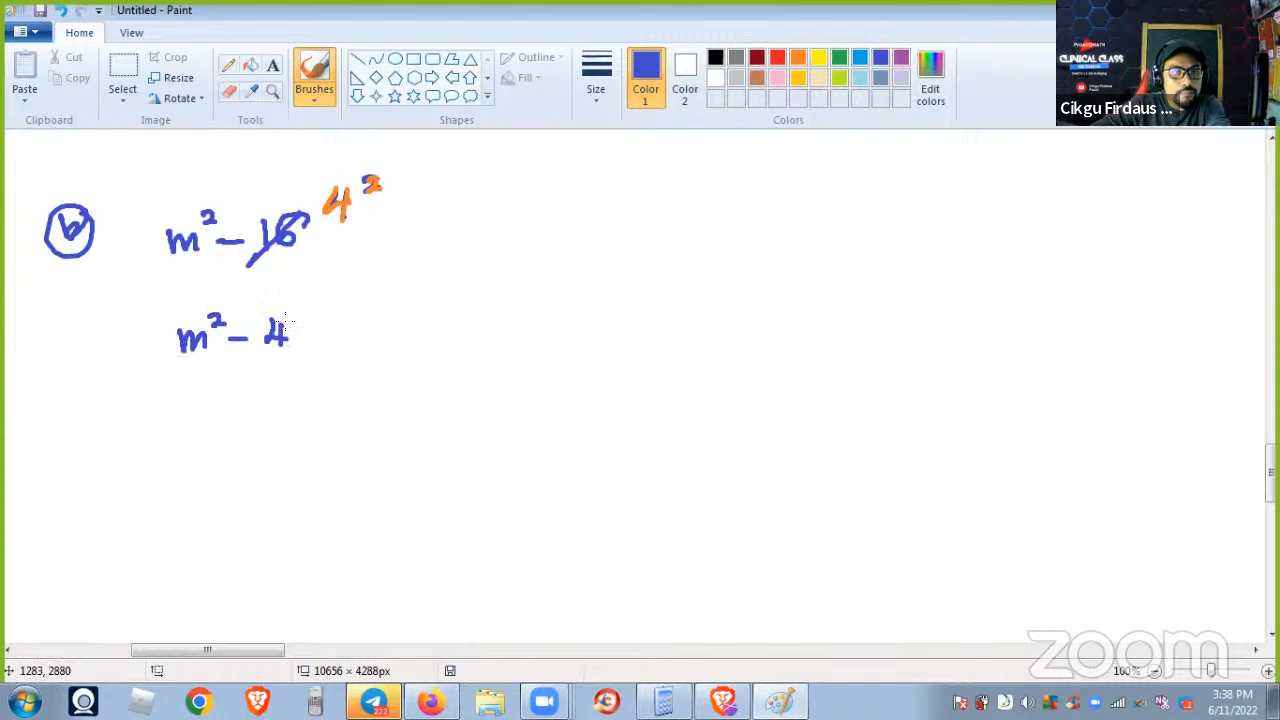 Untitled - Paint
Home
View
Paste
Cut
Copy
Clipboard
Select
Crop
Resize
Rotate
Image
A
Tools
Brushes
Outline
Fill
Shapes
Size
Color
Color 2
Edit colors
Colors
CLINICAL CLASS
Cikgu Firdaus ...
b
m² - 16 4²
m² - 4
zoom
1283, 2880
10656 × 4288px
100%
3:38 PM
6/11/2022